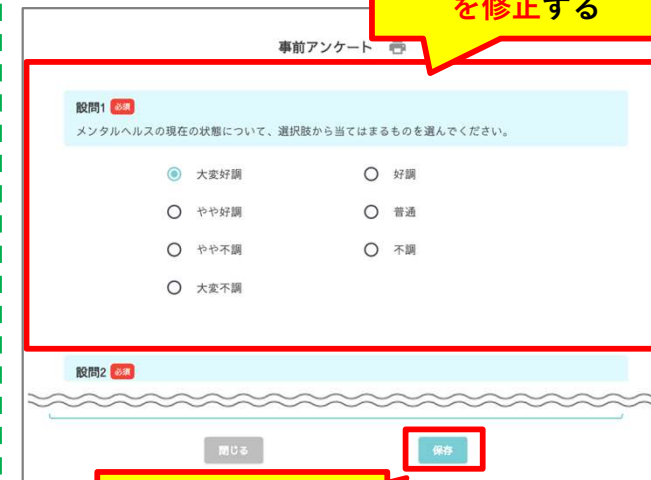 を修正する
事前アンケート
設問1 必須
メンタルヘルスの現在の状態について、選択肢から当てはまるものを選んでください。
大変好調 好調
やや好調 普通
やや不調 不調
大変不調
設問2 必須
閉じる 保存